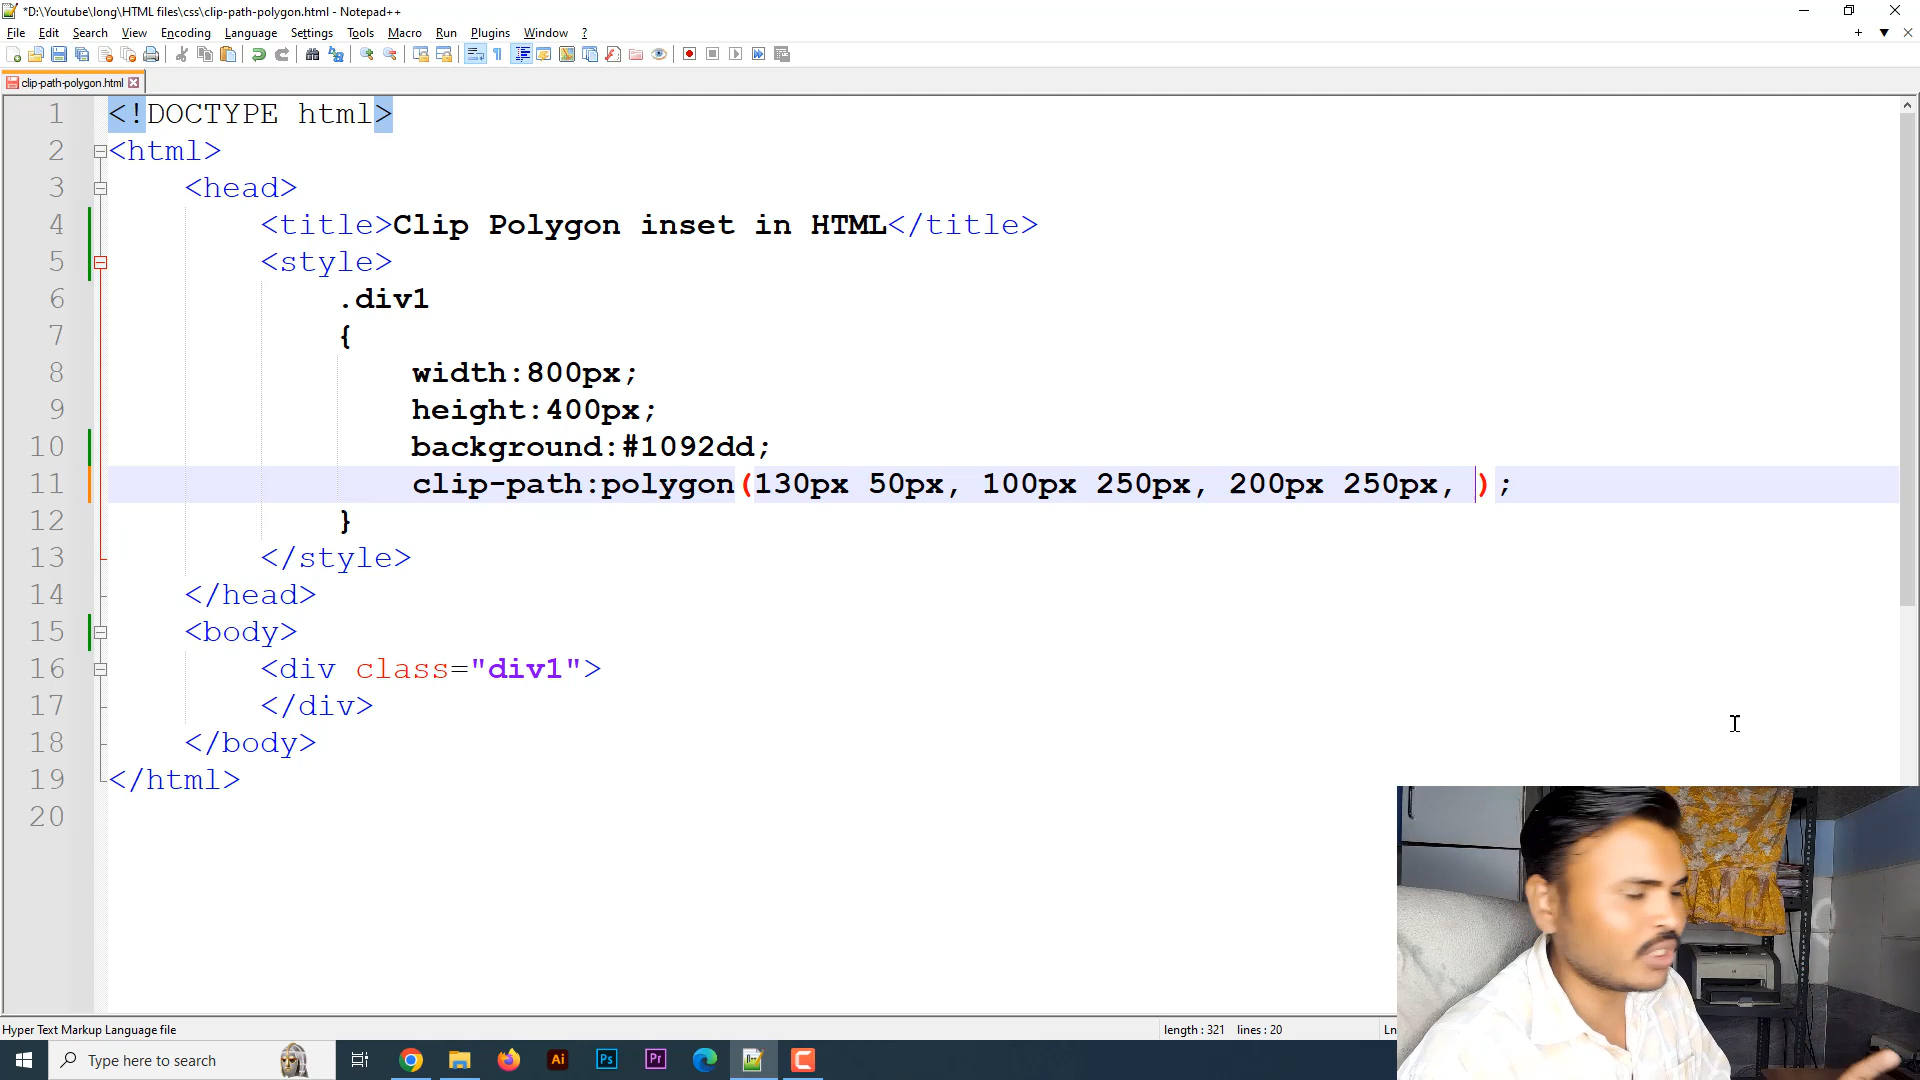 *D:\Youtube\long\HTML files\css\clip-path-polygon.html - Notepad++
File Edit Search View Encoding Language Settings Tools Macro Run Plugins Window ?
clip-path-polygon.html
1 <!DOCTYPE html>
2 <html>
3 <head>
4 <title>Clip Polygon inset in HTML</title>
5 <style>
6 .div1
7 {
8 width:800px;
9 height:400px;
10 background:#1092dd;
11 clip-path:polygon(130px 50px, 100px 250px, 200px 250px, );
12 }
13 </style>
14 </head>
15 <body>
16 <div class="div1">
17 </div>
18 </body>
19 </html>
20
Hyper Text Markup Language file length : 321 lines : 20 Ln
Type here to search Ai Ps Pr